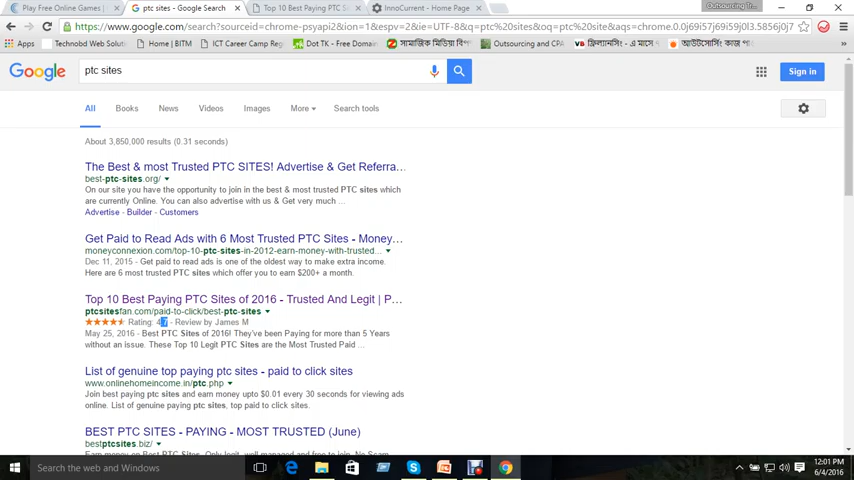 Play Free Online Games |
ptc sites - Google Search
Top 10 Best Paying PTC Si
InnoCurrent - Home Page
Outsourcing Tr...
https://www.google.com/search?sourceid=chrome-psyapi2&ion=1&espv=2&ie=UTF-8&q=ptc%20sites&oq=ptc%20site&aqs=chrome.0.0j69i57j69i59j0l3.5856j0j7
Apps
Technobd Web Solutio
Home | BITM
ICT Career Camp Reg
Dot TK - Free Domain
সামাজিক মাধ্যমে বিপ
Outsourcing and CPA
ফ্রিল্যান্সিং - এ মাসে
আউটসোর্সিং কাজ পা
Google
ptc sites
Sign in
All Books News Videos Images More Search tools
About 3,850,000 results (0.31 seconds)
The Best & most Trusted PTC SITES! Advertise & Get Referra...
best-ptc-sites.org/
On our site you have the opportunity to join in the best & most trusted PTC sites which
are currently Online. You can also advertise with us & Get very much ...
Advertise - Builder - Customers
Get Paid to Read Ads with 6 Most Trusted PTC Sites - Money...
moneyconnexion.com/top-10-ptc-sites-in-2012-earn-money-with-trusted...
Dec 11, 2015 - Get paid to read ads is one of the oldest way to make extra income.
Here are 6 most trusted PTC sites which offer you to earn $200+ a month.
Top 10 Best Paying PTC Sites of 2016 - Trusted And Legit | P...
ptcsitesfan.com/paid-to-click/best-ptc-sites
Rating: 4.7 - Review by James M
May 25, 2016 - Best PTC Sites of 2016! They've been Paying for more than 5 Years
without an issue. These Top 10 Legit PTC Sites are the Most Trusted Paid ...
List of genuine top paying ptc sites - paid to click sites
www.onlinehomeincome.in/ptc.php
Join best paying ptc sites and earn money upto $0.01 every 30 seconds for viewing ads
online. List of genuine paying ptc sites, top paid to click sites.
BEST PTC SITES - PAYING - MOST TRUSTED (June)
bestptcsites.biz/
Search the web and Windows
12:01 PM
6/4/2016